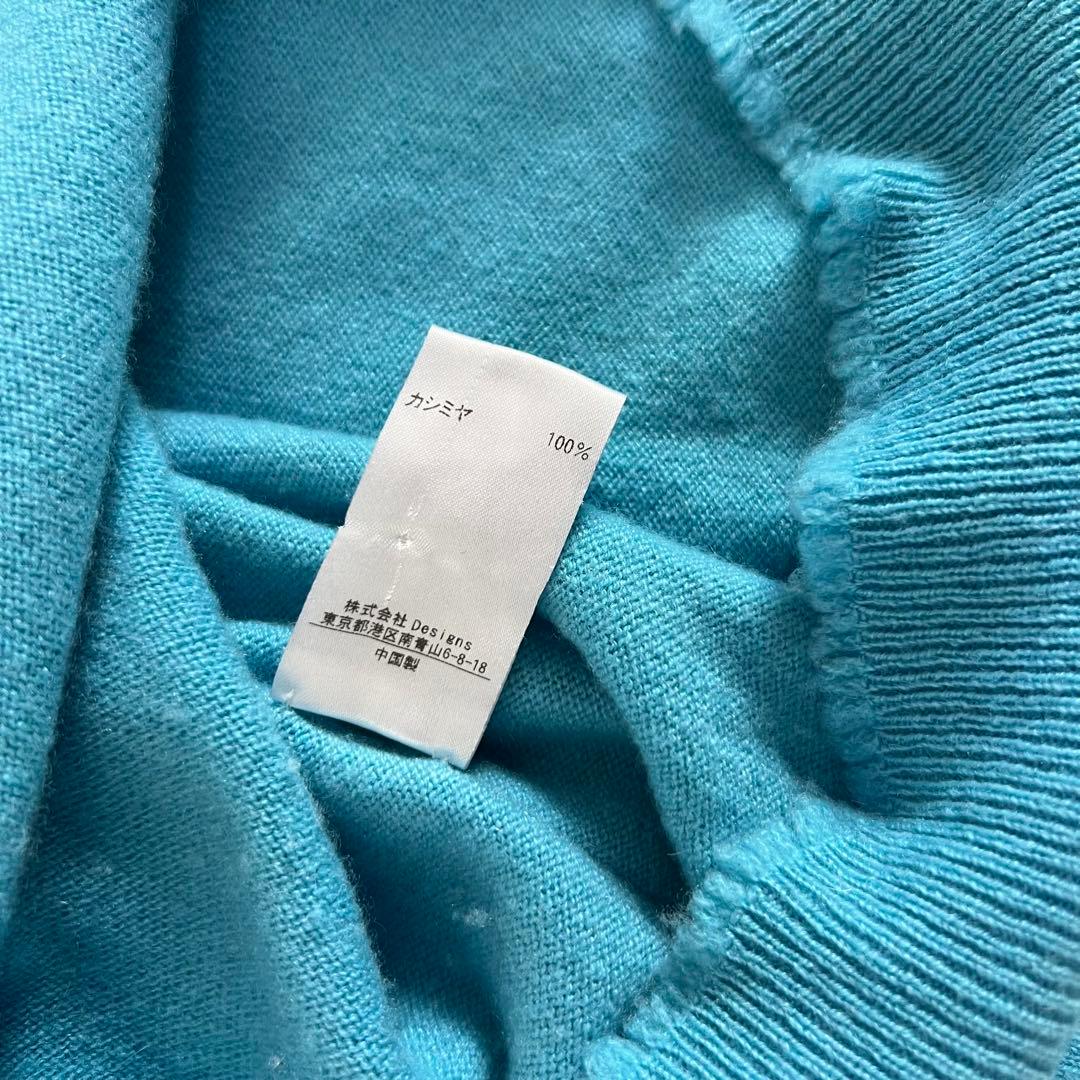 カシミヤ
100%
株式会社 Designs
東京都港区南青山6-8-18
中国製